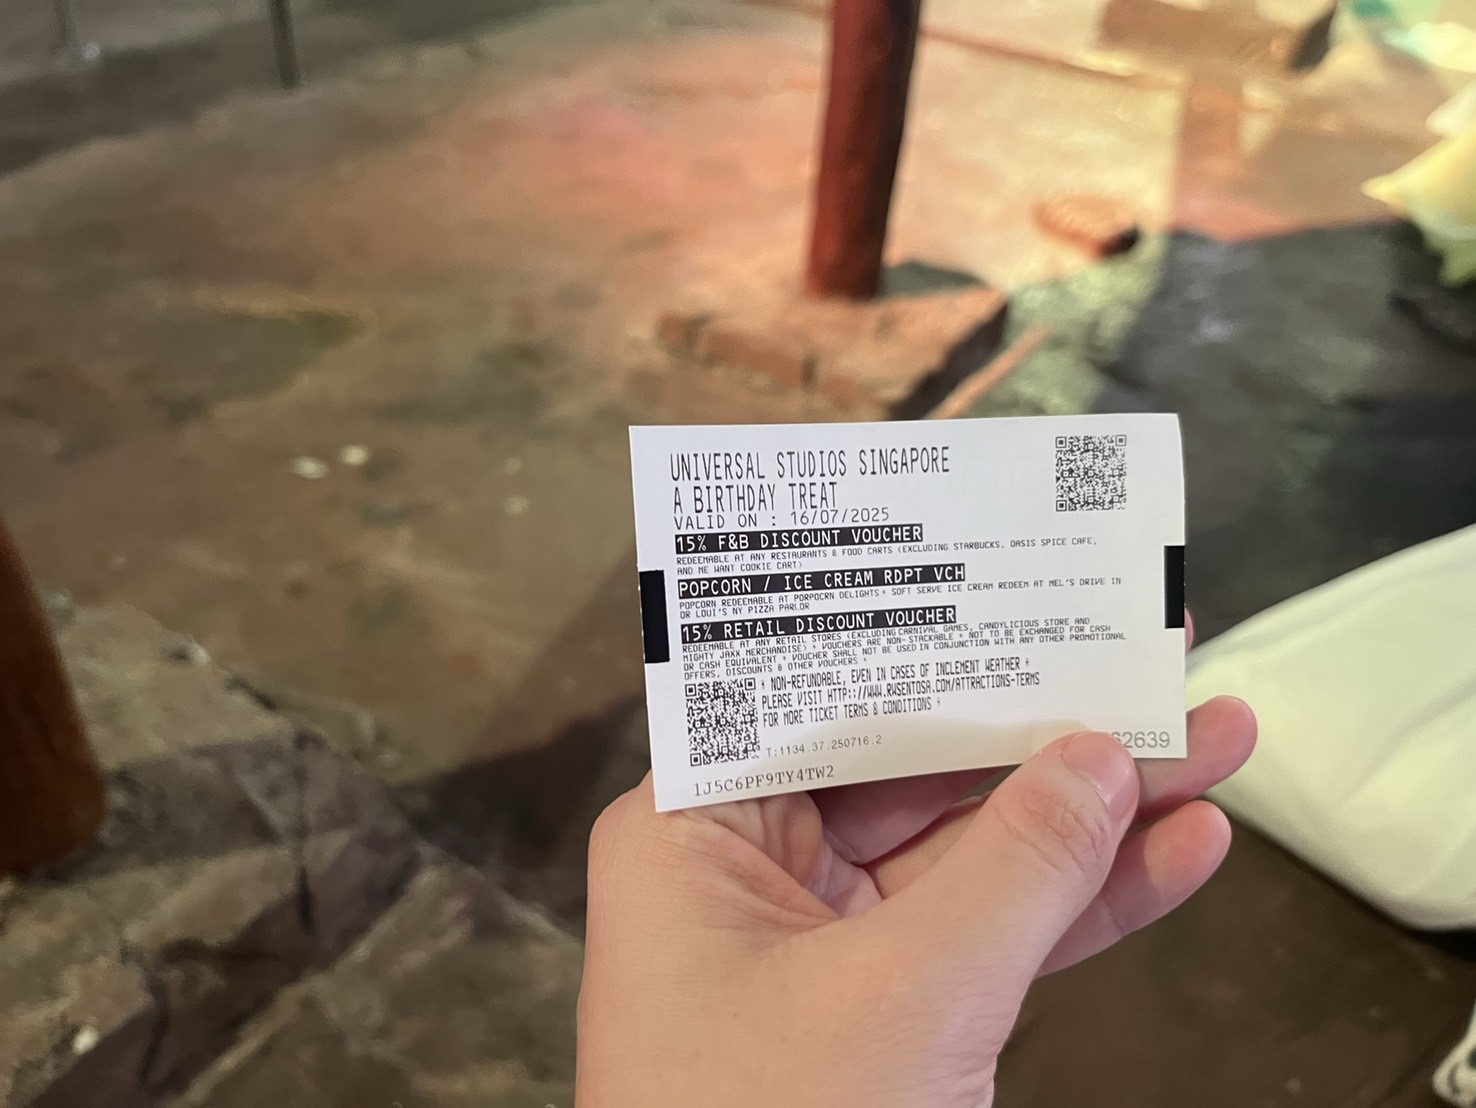 UNIVERSAL STUDIOS SINGAPORE
A BIRTHDAY TREAT
VALID ON : 16/07/2025
15% F&B DISCOUNT VOUCHER
REDEEMABLE AT ANY RESTAURANTS & FOOD CARTS (EXCLUDING STARBUCKS, OASIS SPICE CAFE,
AND ME WANT COOKIE CART)
POPCORN / ICE CREAM RDPT VCH
POPCORN REDEEMABLE AT PORPOCRN DELIGHTS * SOFT SERVE ICE CREAM REDEEM AT MEL'S DRIVE IN
OR LOUI'S NY PIZZA PARLOR
15% RETAIL DISCOUNT VOUCHER
REDEEMABLE AT ANY RETAIL STORES (EXCLUDING CARNIVAL GAMES, CANDYLICIOUS STORE AND
MIGHTY JAXX MERCHANDISE) * VOUCHERS ARE NON-STACKABLE * NOT TO BE EXCHANGED FOR CASH
OR CASH EQUIVALENT * VOUCHER SHALL NOT BE USED IN CONJUNCTION WITH ANY OTHER PROMOTIONAL
OFFERS, DISCOUNTS & OTHER VOUCHERS *
* NON-REFUNDABLE, EVEN IN CASES OF INCLEMENT WEATHER *
PLEASE VISIT HTTP://WWW.RWSENTOSA.COM/ATTRACTIONS-TERMS
FOR MORE TICKET TERMS & CONDITIONS *
T:1134.37.250716.2
1J5C6PF9TY4TW2
62639